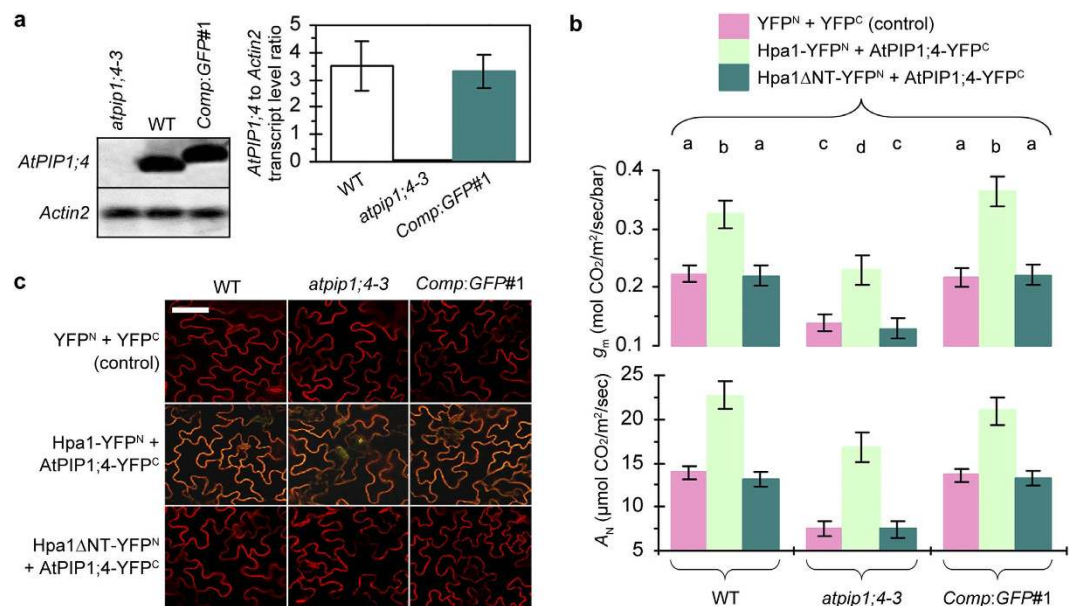 a
atpip1;4-3
WT
Comp:GFP#1
AtPIP1;4
Actin2
AtPIP1;4 to Actin2
transcript level ratio
5
4
3
2
1
0
WT
atpip1;4-3
Comp:GFP#1
b
YFPᴺ + YFPᶜ (control)
Hpa1-YFPᴺ + AtPIP1;4-YFPᶜ
Hpa1ΔNT-YFPᴺ + AtPIP1;4-YFPᶜ
a b a c d c a b a
gₘ (mol CO₂/m²/sec/bar)
0.4
0.3
0.2
0.1
A_N (µmol CO₂/m²/sec)
25
20
15
10
5
WT atpip1;4-3 Comp:GFP#1
c
WT atpip1;4-3 Comp:GFP#1
YFPᴺ + YFPᶜ
(control)
Hpa1-YFPᴺ +
AtPIP1;4-YFPᶜ
Hpa1ΔNT-YFPᴺ
+ AtPIP1;4-YFPᶜ